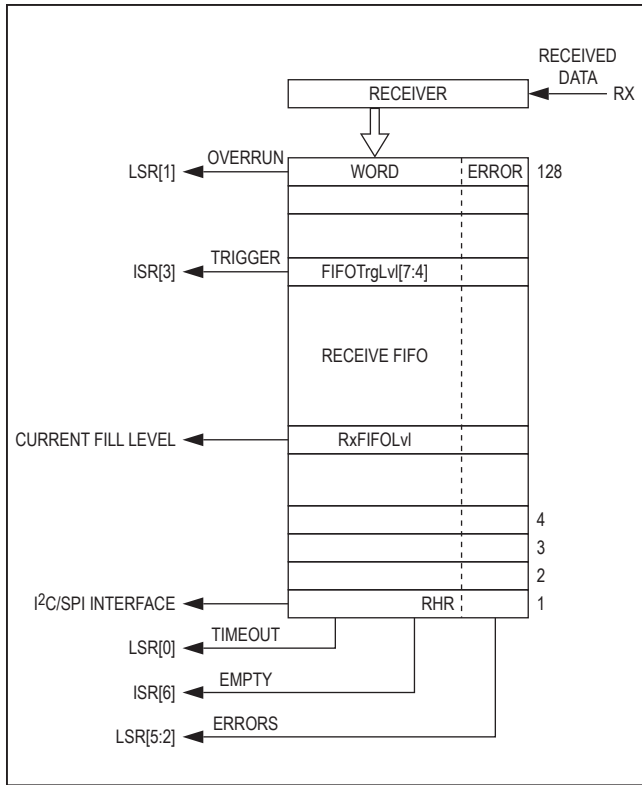 RECEIVED
DATA
RECEIVER
RX
OVERRUN
LSR[1]
WORD
ERROR
128
TRIGGER
ISR[3]
FIFOTrgLvl[7:4]
RECEIVE FIFO
CURRENT FILL LEVEL
RxFIFOLvl
4
3
2
I2C/SPI INTERFACE
RHR
1
TIMEOUT
LSR[0]
EMPTY
ISR[6]
ERRORS
LSR[5:2]